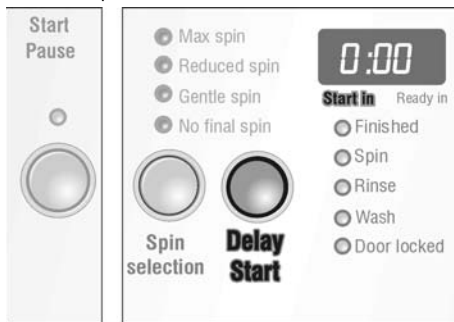 Start
Pause
Max spin
Reduced spin
Gentle spin
No final spin
Spin
selection
Delay
Start
0:00
Start in Ready in
Finished
Spin
Rinse
Wash
Door locked